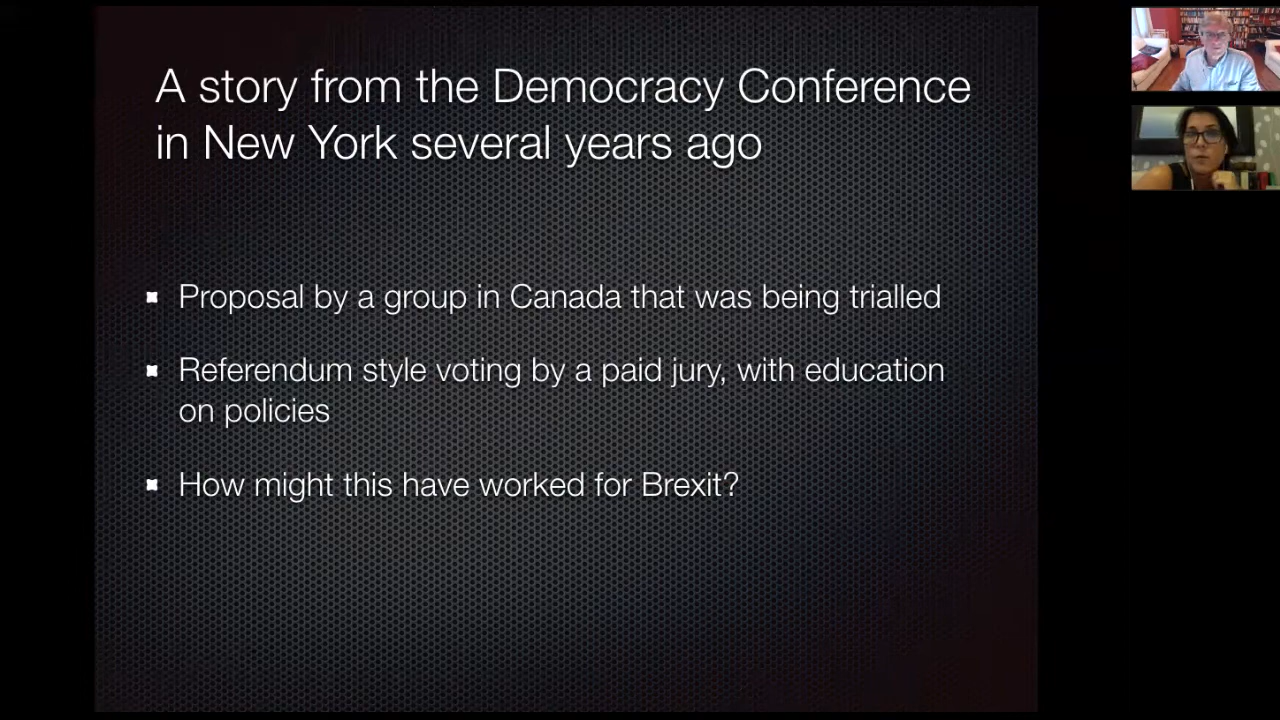 A story from the Democracy Conference
in New York several years ago
Proposal by a group in Canada that was being trialled
Referendum style voting by a paid jury, with education
on policies
How might this have worked for Brexit?